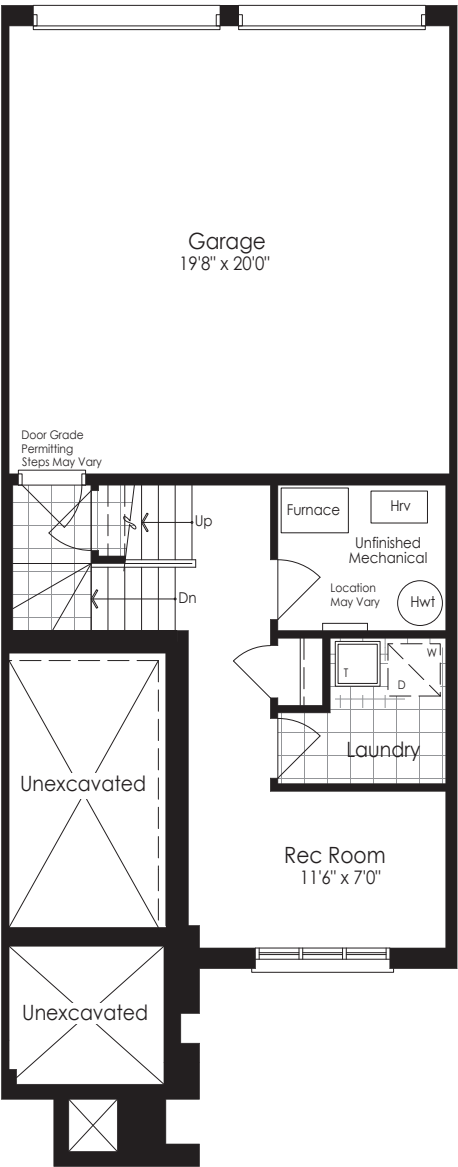 Garage
19'8" x 20'0"
Door Grade
Permitting
Steps May Vary
Up
Dn
Furnace
Hrv
Unfinished
Mechanical
Location
May Vary
Hwt
T
W
D
Laundry
Unexcavated
Rec Room
11'6" x 7'0"
Unexcavated